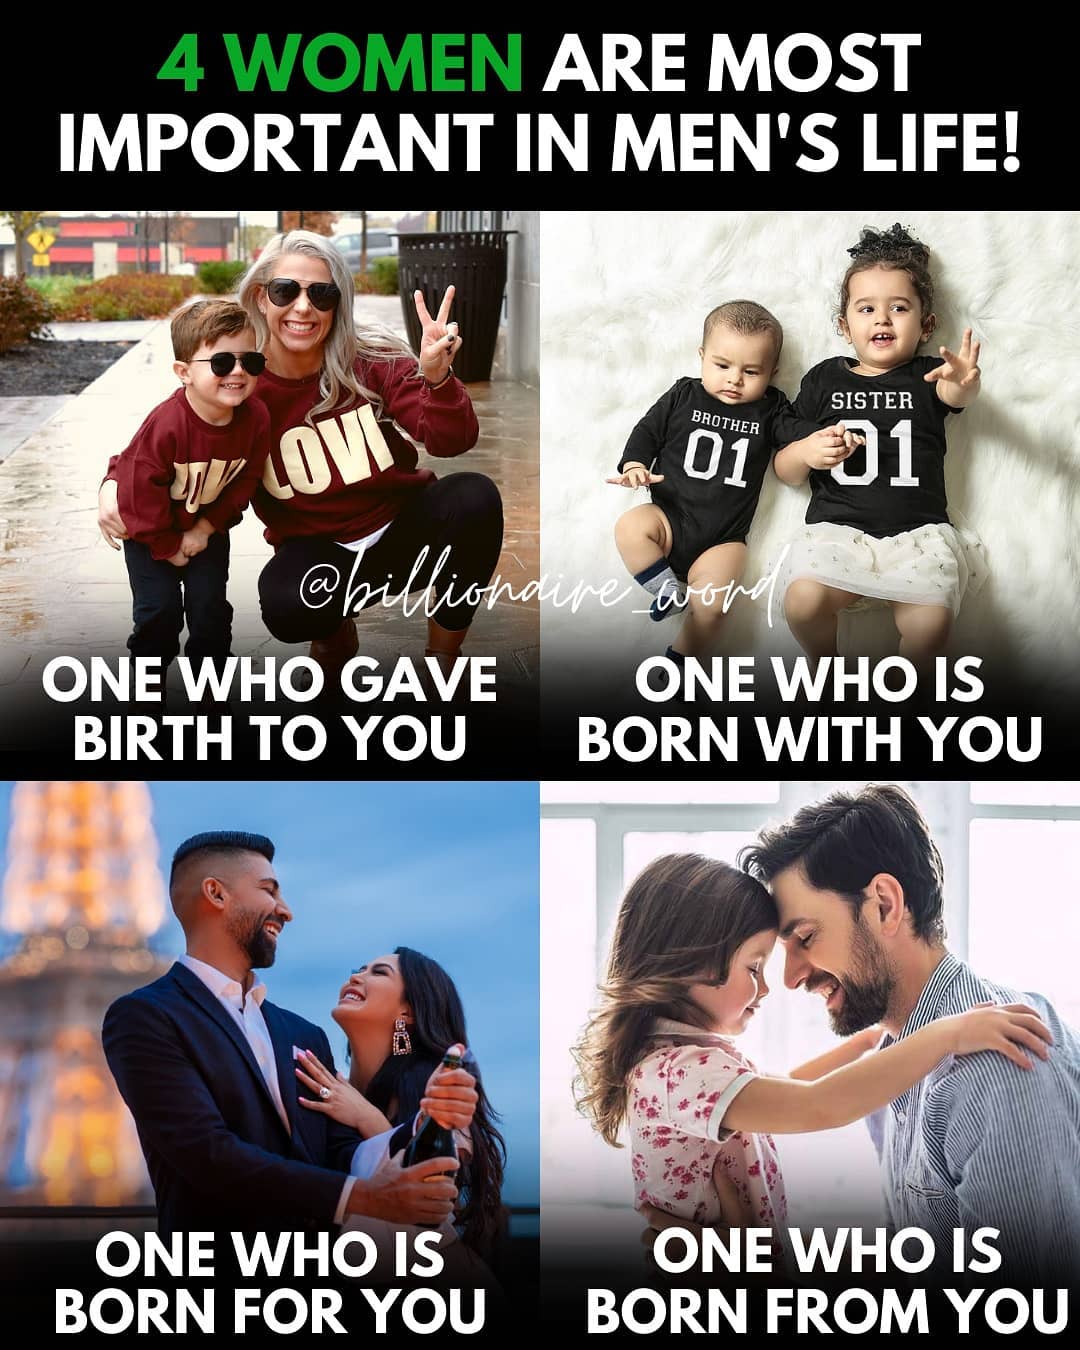 4 WOMEN ARE MOST
IMPORTANT IN MEN'S LIFE!
LOVE
LOVI
BROTHER
01
SISTER
01
@billionaire_word
ONE WHO GAVE
BIRTH TO YOU
ONE WHO IS
BORN WITH YOU
ONE WHO IS
BORN FOR YOU
ONE WHO IS
BORN FROM YOU